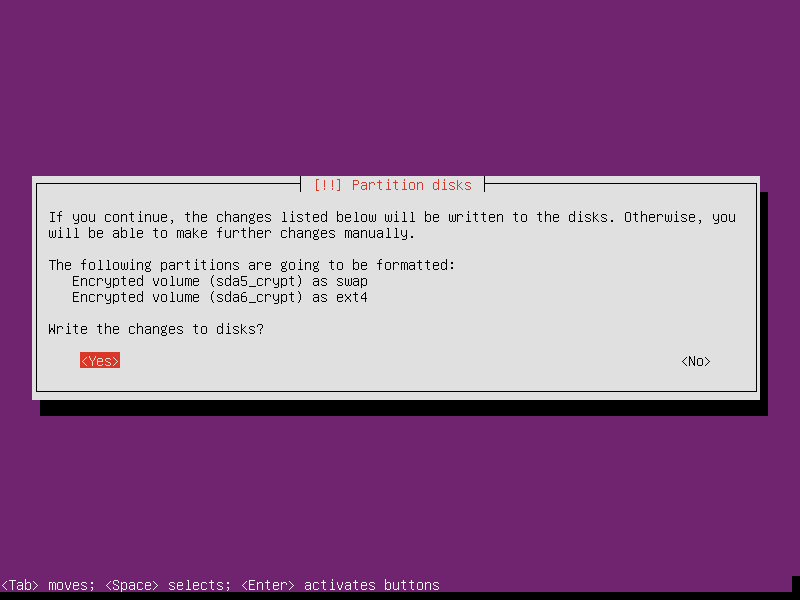 [!!] Partition disks
If you continue, the changes listed below will be written to the disks. Otherwise, you
will be able to make further changes manually.
The following partitions are going to be formatted:
Encrypted volume (sda5_crypt) as swap
Encrypted volume (sda6_crypt) as ext4
Write the changes to disks?
<Yes> <No>
<Tab> moves; <Space> selects; <Enter> activates buttons